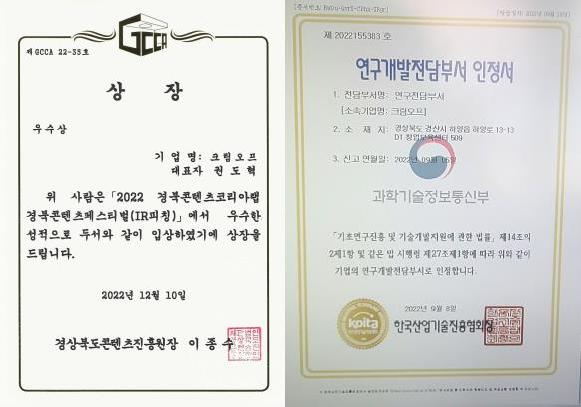 GCCA
제 GCCA 22-35호
상 장
우수상
기 업 명: 크림오프
대표자 권 도 혁
위 사람은「2022 경북콘텐츠코리아랩
경북콘텐츠페스티벌(IR피칭)」에서 우수한
성적으로 두서와 같이 입상하였기에 상장을
드립니다.
2022년 12월 10일
경상북도콘텐츠진흥원장 이 종 수
제 2022155383 호
연구개발전담부서 인정서
1. 전담부서명: 연구전담부서
[소속기업명: 크림오프]
2. 소 재 지: 경상북도 경산시 하양읍 하양로 13-13
D1 창업교육센터 509
3. 신고 연월일: 2022년 09월 05일
과학기술정보통신부
「기초연구진흥 및 기술개발지원에 관한 법률」제14조의
2제1항 및 같은 법 시행령 제27조제1항에 따라 위와 같이
기업의 연구개발전담부서로 인정합니다.
2022년 9월 8일
koita
한국산업기술진흥협회장